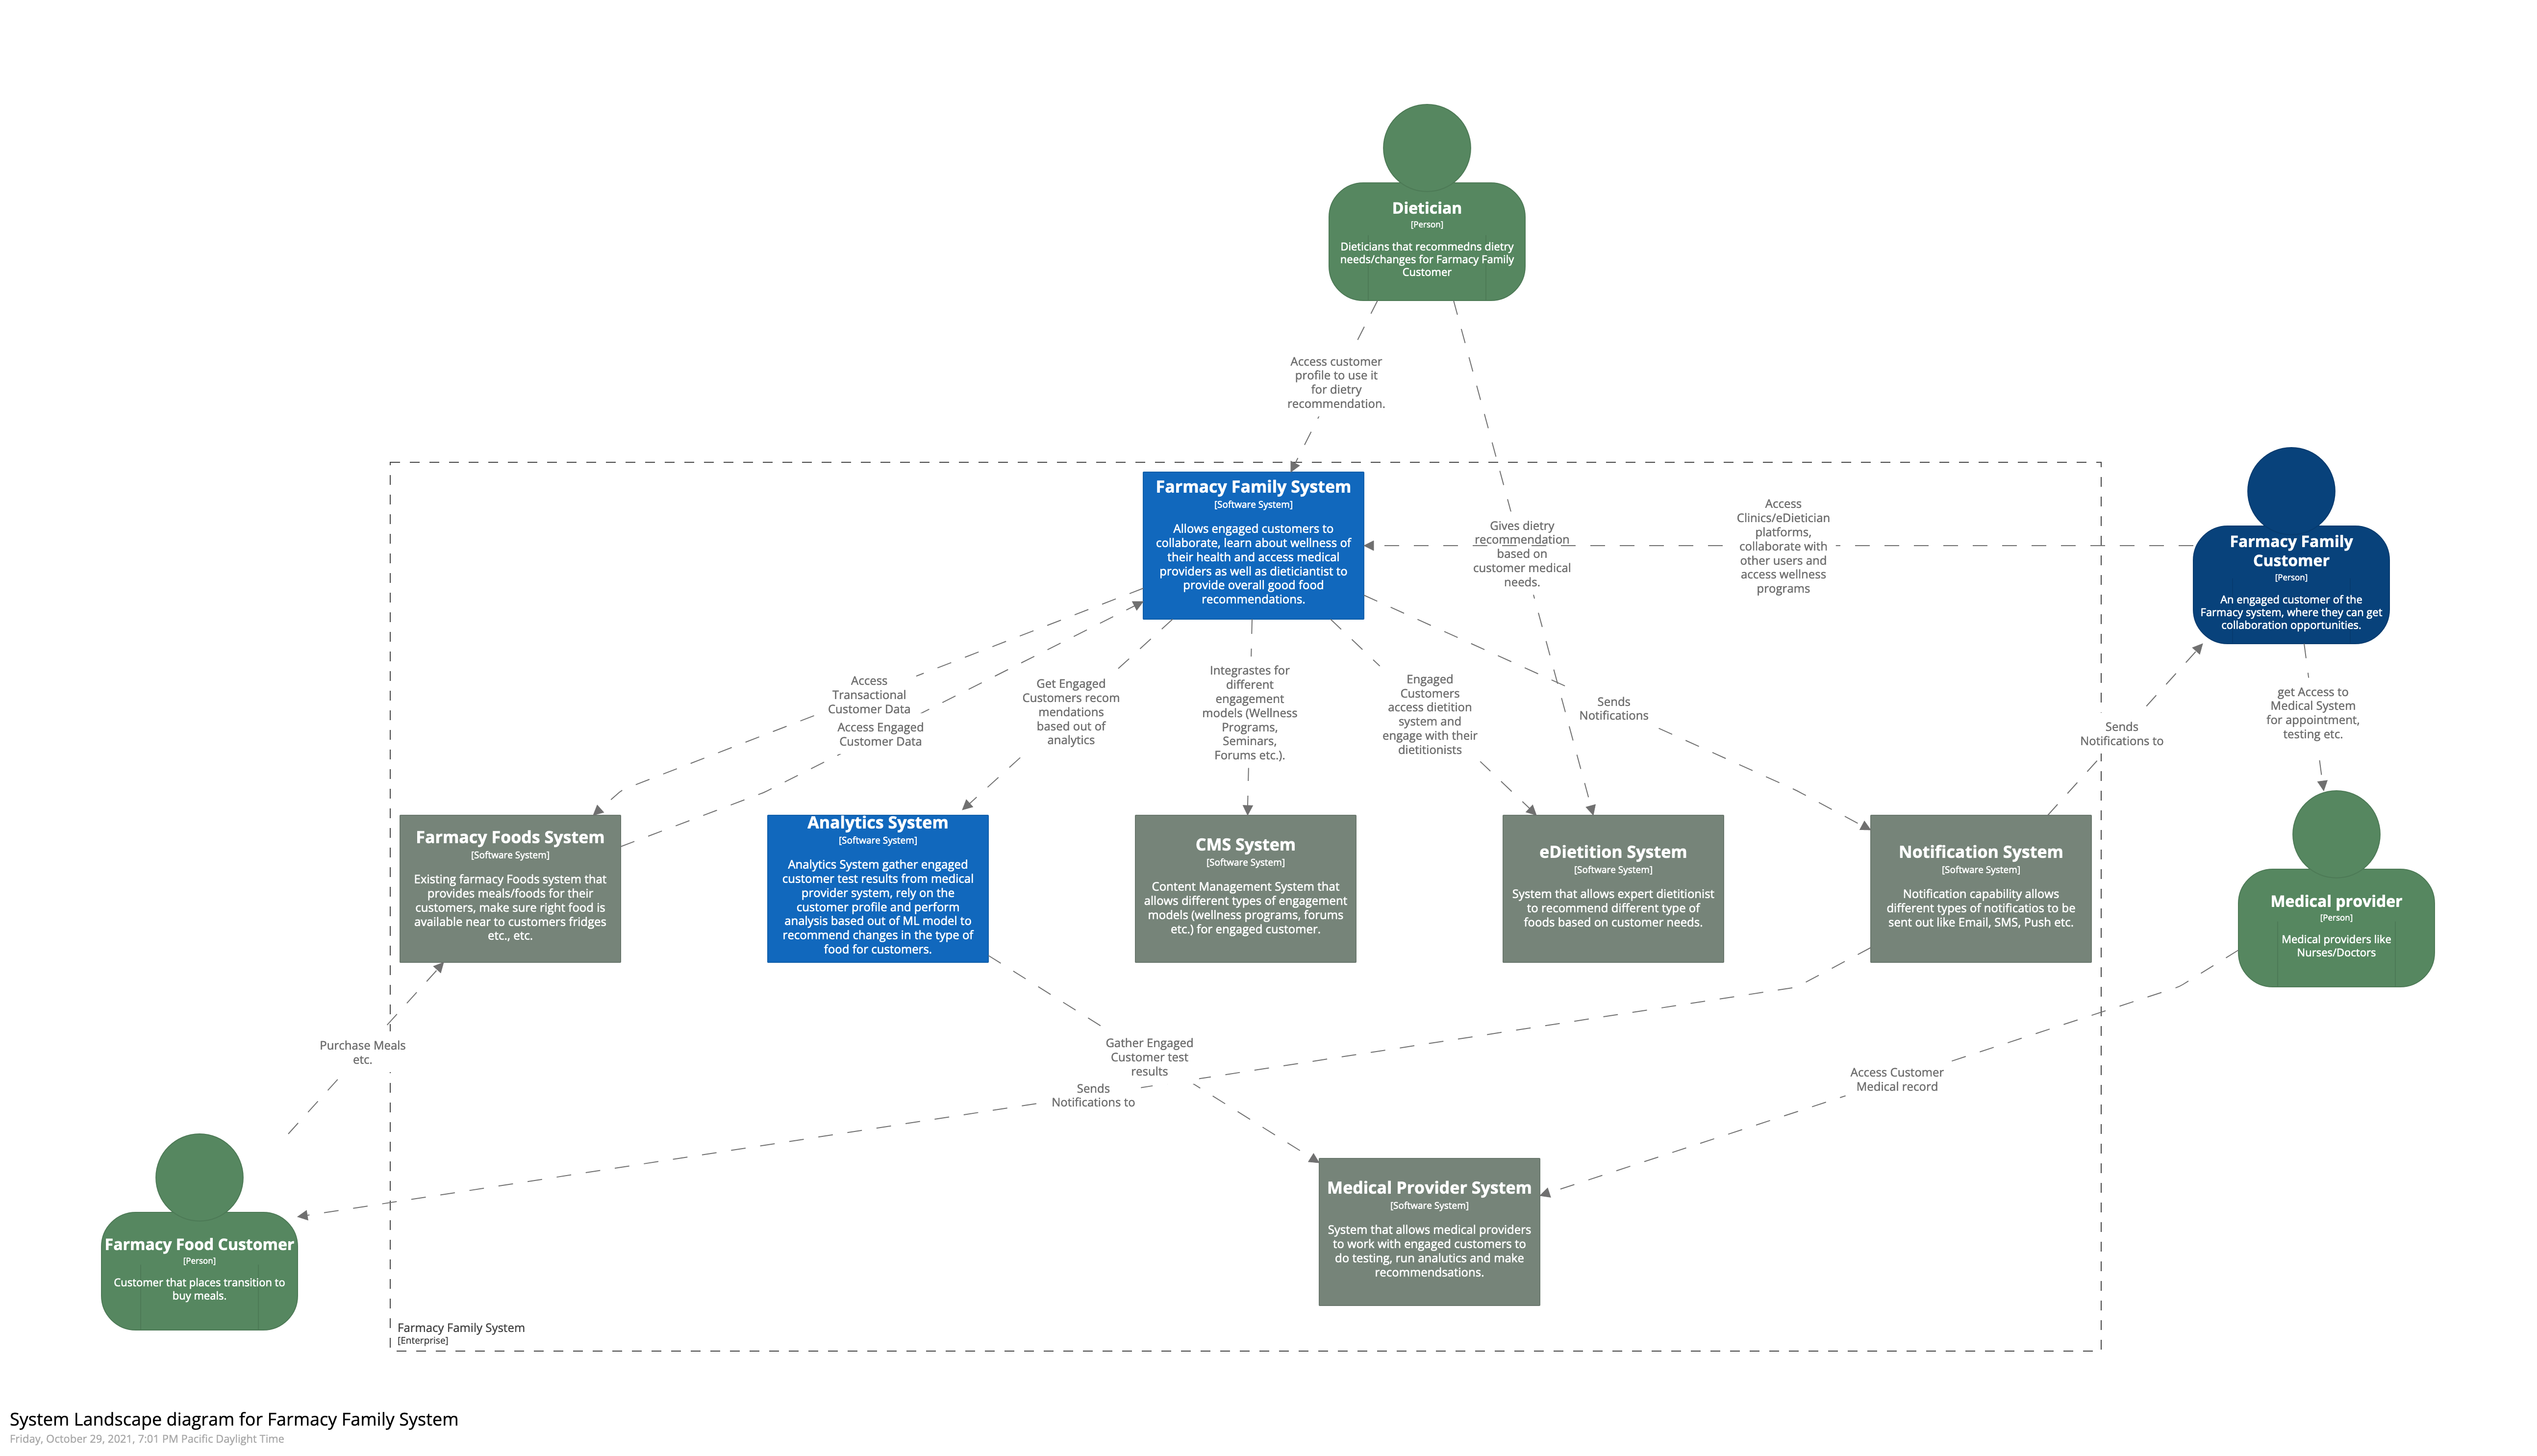 Dietician
[Person]
Dieticians that recommedns dietry
needs/changes for Farmacy Family
Customer
Access customer
profile to use it
for dietry
recommendation.
Farmacy Family System
[Software System]
Allows engaged customers to
collaborate, learn about wellness of
their health and access medical
providers as well as dieticiantist to
provide overall good food
recommendations.
Gives dietry
recommendation
based on
customer medical
needs.
Access
Clinics/eDietician
platforms,
collaborate with
other users and
access wellness
programs
Farmacy Family
Customer
[Person]
An engaged customer of the
Farmacy system, where they can get
collaboration opportunities.
Access
Transactional
Customer Data
Access Engaged
Customer Data
Get Engaged
Customers recom
mendations
based out of
analytics
Integrastes for
different
engagement
models (Wellness
Programs,
Seminars,
Forums etc.).
Engaged
Customers
access dietition
system and
engage with their
dietitionists
Sends
Notifications
Sends
Notifications to
get Access to
Medical System
for appointment,
testing etc.
Farmacy Foods System
[Software System]
Existing farmacy Foods system that
provides meals/foods for their
customers, make sure right food is
available near to customers fridges
etc., etc.
Analytics System
[Software System]
Analytics System gather engaged
customer test results from medical
provider system, rely on the
customer profile and perform
analysis based out of ML model to
recommend changes in the type of
food for customers.
CMS System
[Software System]
Content Management System that
allows different types of engagement
models (wellness programs, forums
etc.) for engaged customer.
eDietition System
[Software System]
System that allows expert dietitionist
to recommend different type of
foods based on customer needs.
Notification System
[Software System]
Notification capability allows
different types of notificatios to be
sent out like Email, SMS, Push etc.
Medical provider
[Person]
Medical providers like
Nurses/Doctors
Purchase Meals
etc.
Gather Engaged
Customer test
results
Sends
Notifications to
Access Customer
Medical record
Medical Provider System
[Software System]
System that allows medical providers
to work with engaged customers to
do testing, run analutics and make
recommendsations.
Farmacy Food Customer
[Person]
Customer that places transition to
buy meals.
Farmacy Family System
[Enterprise]
System Landscape diagram for Farmacy Family System
Friday, October 29, 2021, 7:01 PM Pacific Daylight Time